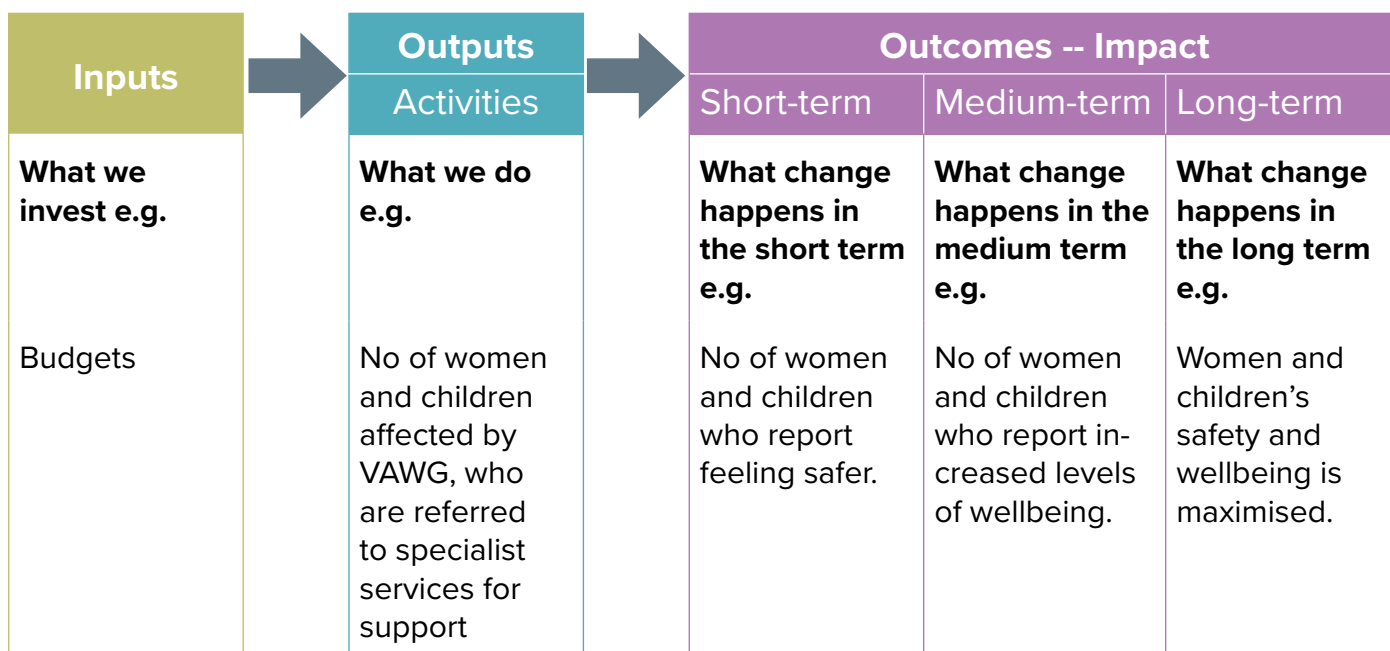 Inputs
What we
invest e.g.
Budgets
Outputs
Activities
What we do
e.g.
No of women
and children
affected by
VAWG, who
are referred
to specialist
services for
support
Outcomes -- Impact
Short-term
What change
happens in
the short term
e.g.
No of women
and children
who report
feeling safer.
Medium-term
What change
happens in the
medium term
e.g.
No of women
and children
who report in-
creased levels
of wellbeing.
Long-term
What change
happens in
the long term
e.g.
Women and
children’s
safety and
wellbeing is
maximised.